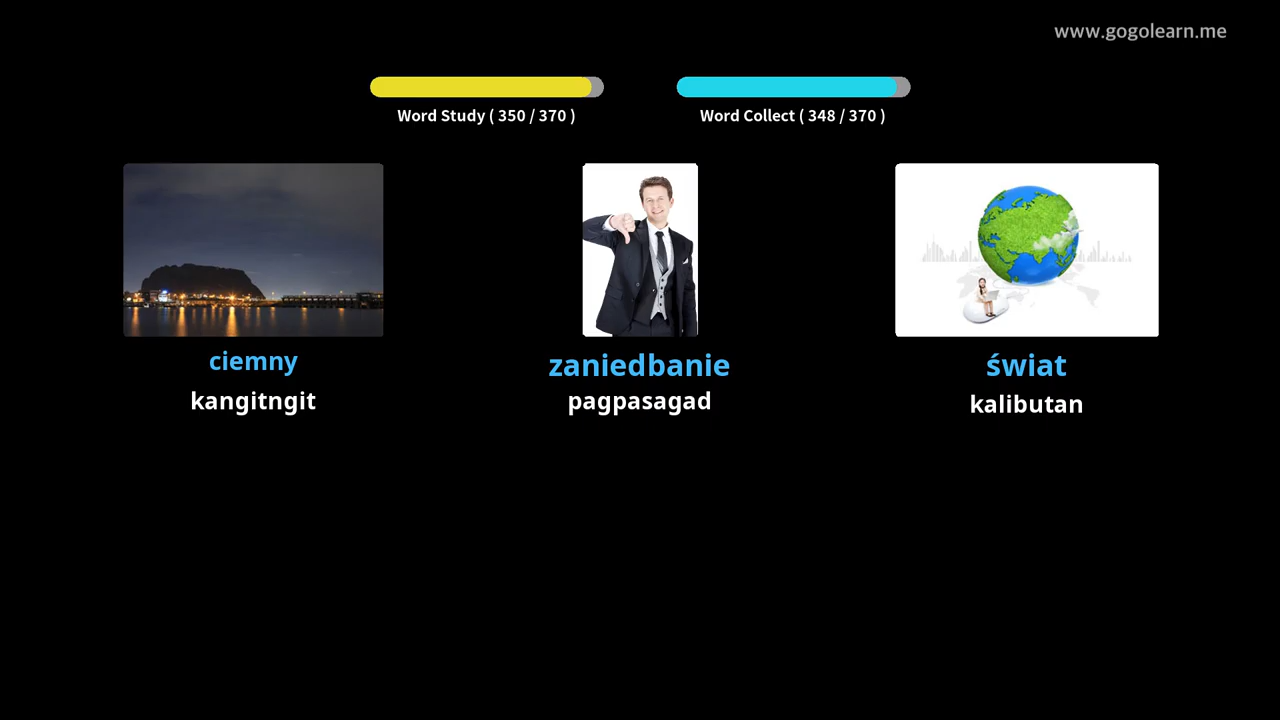 www.gogolearn.me
Word Study ( 350 / 370 )
Word Collect ( 348 / 370 )
ciemny
zaniedbanie
świat
kangitngit
pagpasagad
kalibutan